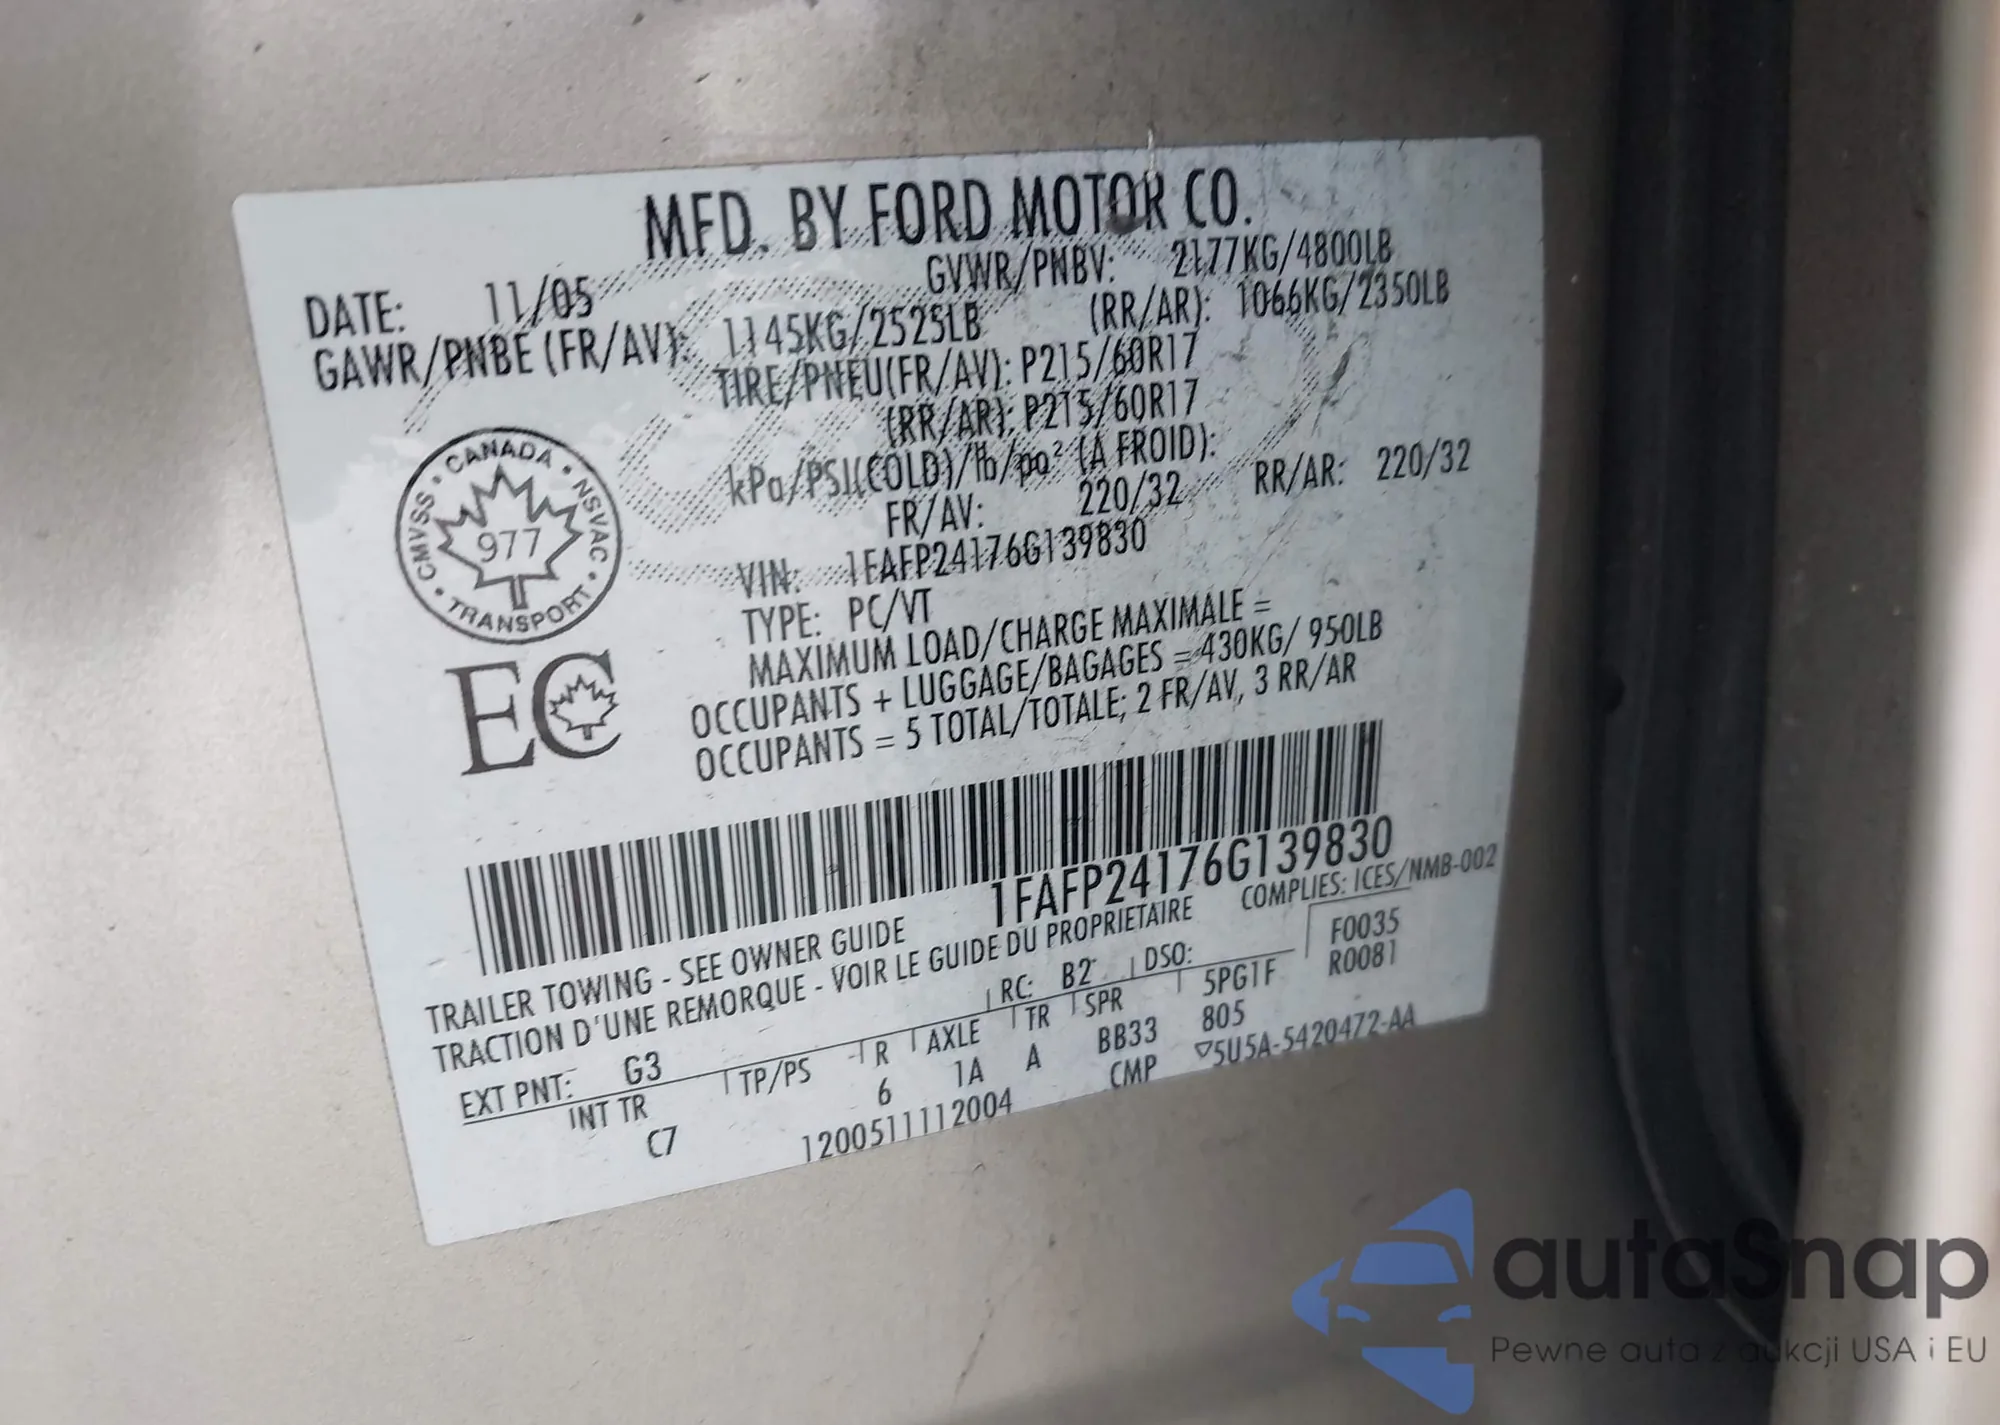 MFD. BY FORD MOTOR CO.
DATE: 11/05 GVWR/PNBV: 2177KG/4800LB
GAWR/PNBE (FR/AV): 1145KG/2525LB (RR/AR): 1066KG/2350LB
TIRE/PNEU(FR/AV): P215/60R17
(RR/AR): P215/60R17
kPa/PSI(COLD)/lb/po² (A FROID):
FR/AV: 220/32 RR/AR: 220/32
VIN: 1FAFP24176G139830
TYPE: PC/VT
MAXIMUM LOAD/CHARGE MAXIMALE =
OCCUPANTS + LUGGAGE/BAGAGES = 430KG/ 950LB
OCCUPANTS = 5 TOTAL/TOTALE; 2 FR/AV, 3 RR/AR
CANADA · NSVAC · TRANSPORT · CMVSS ·
977
EC
1FAFP24176G139830
TRAILER TOWING - SEE OWNER GUIDE
TRACTION D'UNE REMORQUE - VOIR LE GUIDE DU PROPRIETAIRE
COMPLIES: ICES/NMB-002
EXT PNT: G3 RC: B2 DSO: F0035
R0081
INT TR TP/PS R AXLE TR SPR 5PG1F
C7 6 1A A BB33 805
1200511112004 CMP ▽5U5A-5420472-AA
autaSnap
Pewne auta z aukcji USA i EU